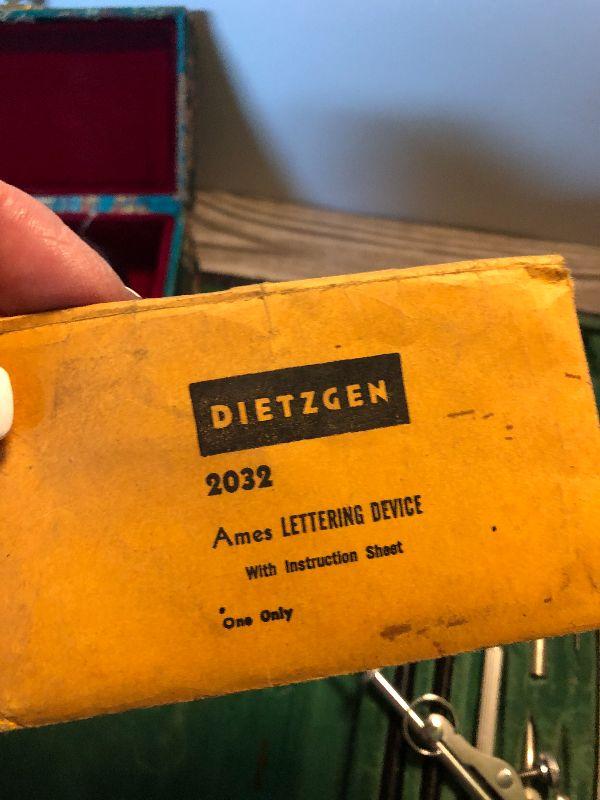 DIETZGEN
2032
Ames LETTERING DEVICE
With Instruction Sheet
One Only